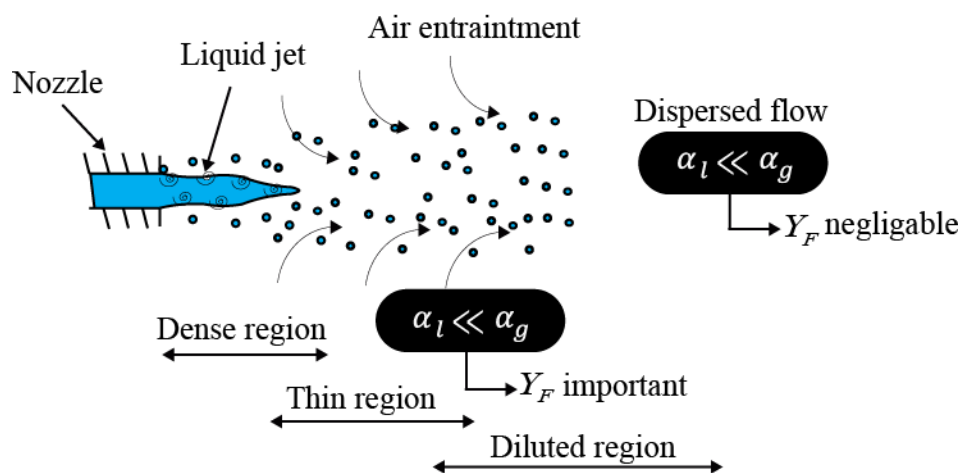 Air entraintment
Liquid jet
Nozzle
Dispersed flow
α_l ≪ α_g
Y_F negligable
α_l ≪ α_g
Dense region
Y_F important
Thin region
Diluted region